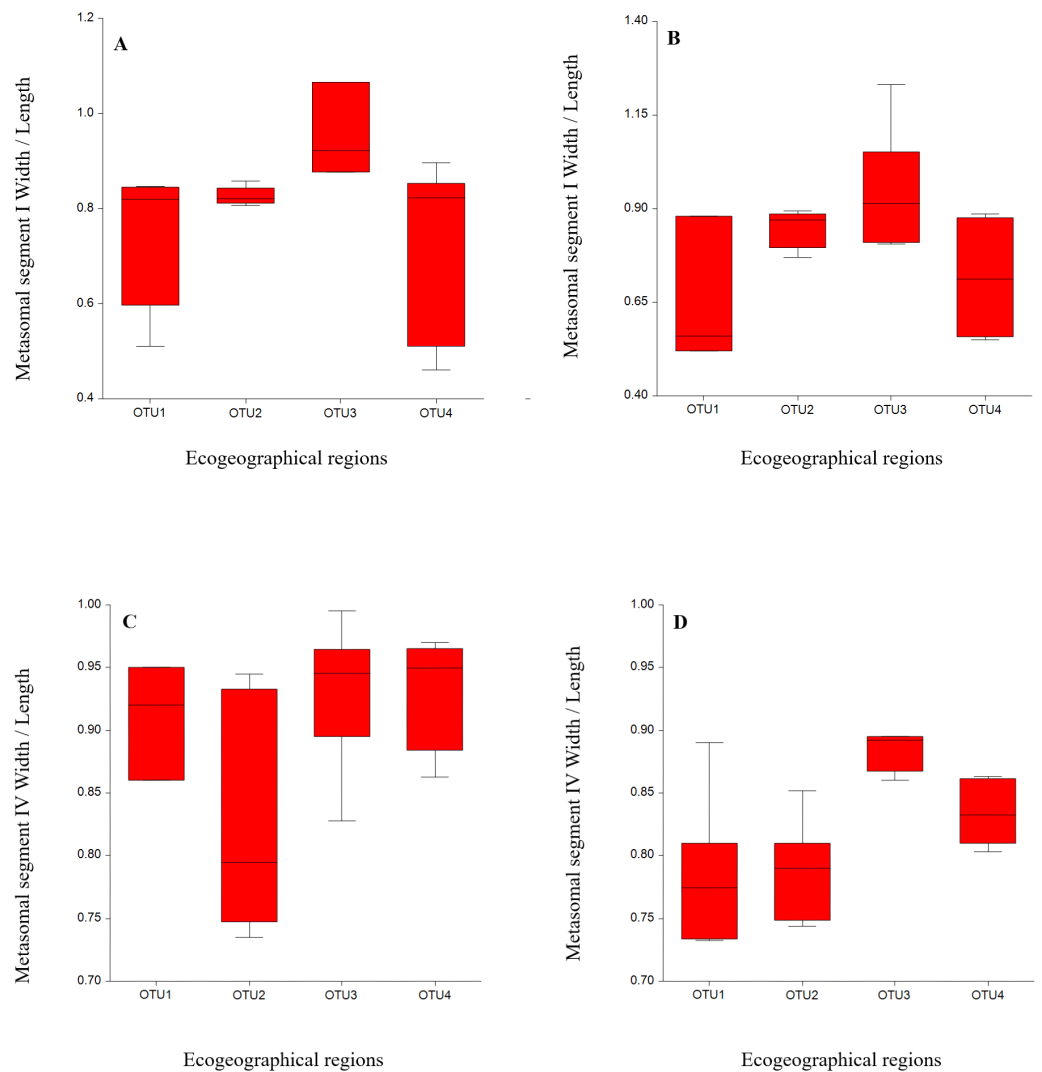 A
Metasomal segment I Width / Length
1.2
1.0
0.8
0.6
0.4
OTU1 OTU2 OTU3 OTU4
Ecogeographical regions
B
Metasomal segment I Width / Length
1.40
1.15
0.90
0.65
0.40
OTU1 OTU2 OTU3 OTU4
Ecogeographical regions
C
Metasomal segment IV Width / Length
1.00
0.95
0.90
0.85
0.80
0.75
0.70
OTU1 OTU2 OTU3 OTU4
Ecogeographical regions
D
Metasomal segment IV Width / Length
1.00
0.95
0.90
0.85
0.80
0.75
0.70
OTU1 OTU2 OTU3 OTU4
Ecogeographical regions